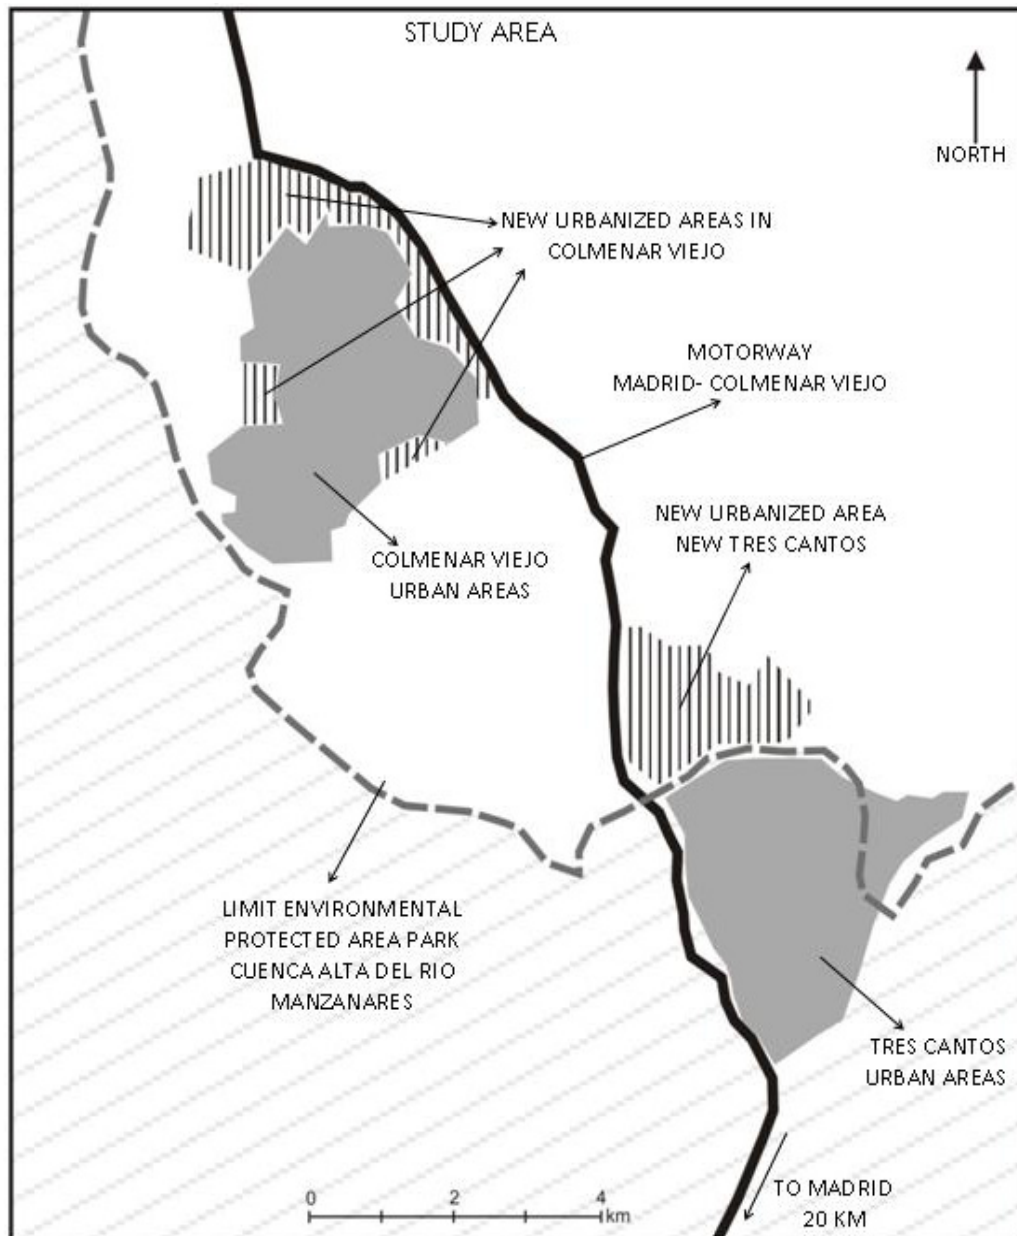 STUDY AREA
NORTH
NEW URBANIZED AREAS IN
COLMENAR VIEJO
MOTORWAY
MADRID- COLMENAR VIEJO
NEW URBANIZED AREA
NEW TRES CANTOS
COLMENAR VIEJO
URBAN AREAS
LIMIT ENVIRONMENTAL
PROTECTED AREA PARK
CUENCA ALTA DEL RIO
MANZANARES
TRES CANTOS
URBAN AREAS
0 2 4
km
TO MADRID
20 KM